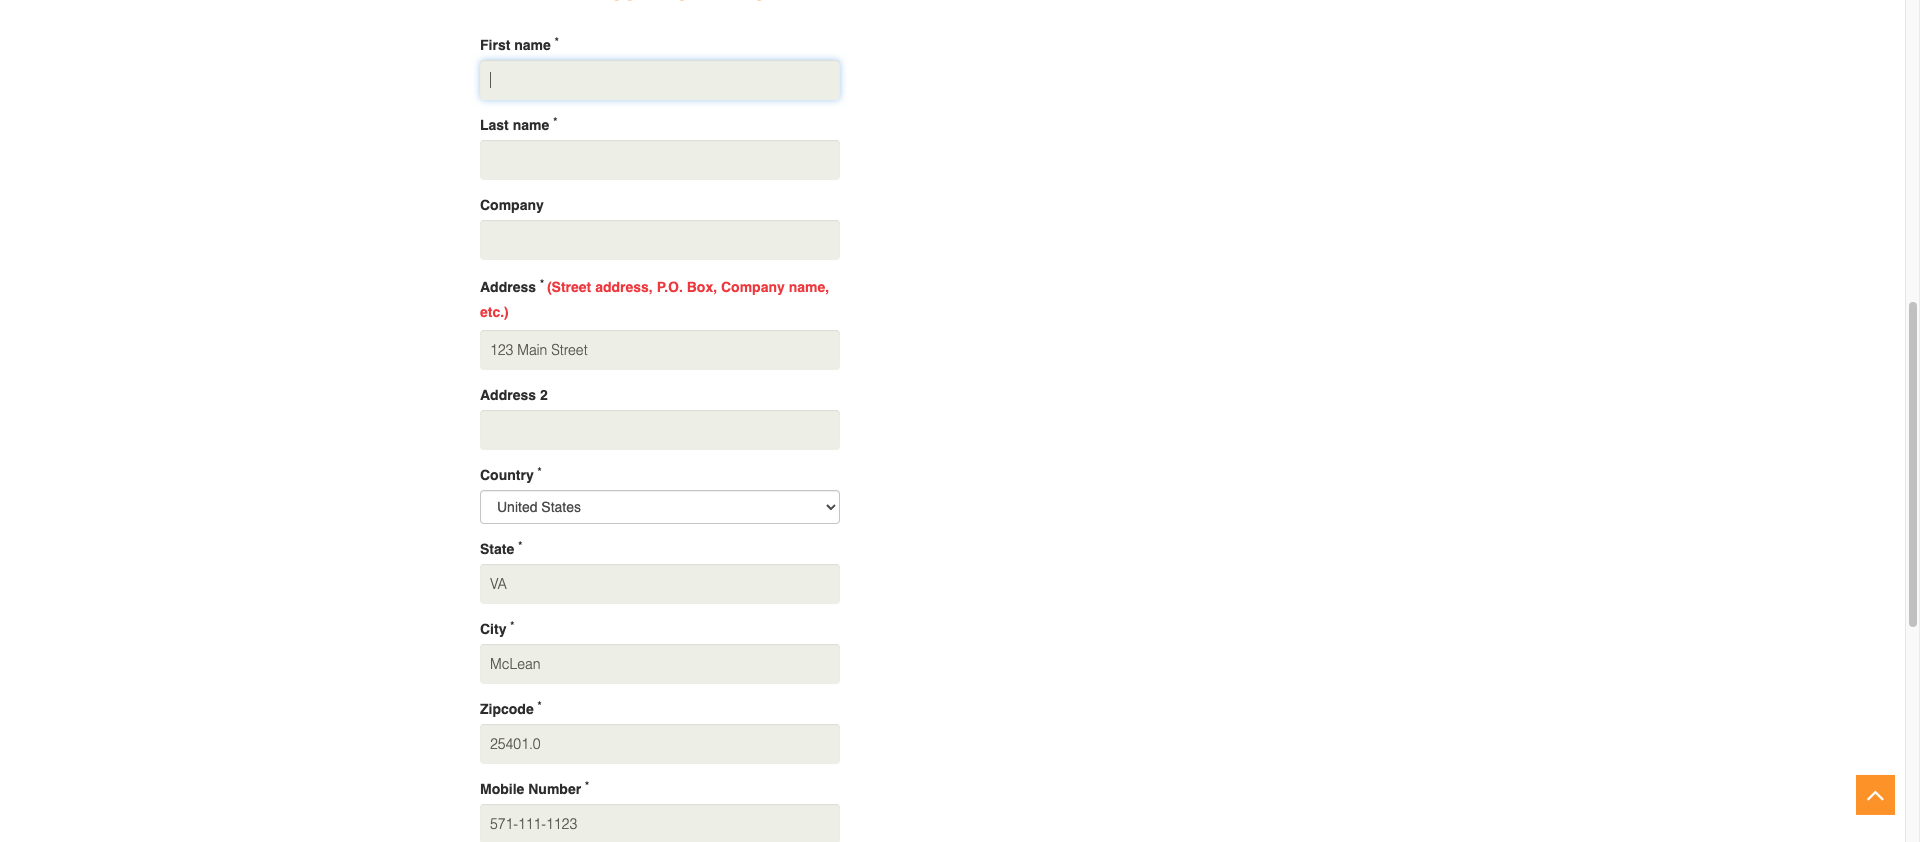 First name *
Last name *
Company
Address * (Street address, P.O. Box, Company name,
etc.)
123 Main Street
Address 2
Country *
United States
State *
VA
City *
McLean
Zipcode *
25401.0
Mobile Number *
571-111-1123